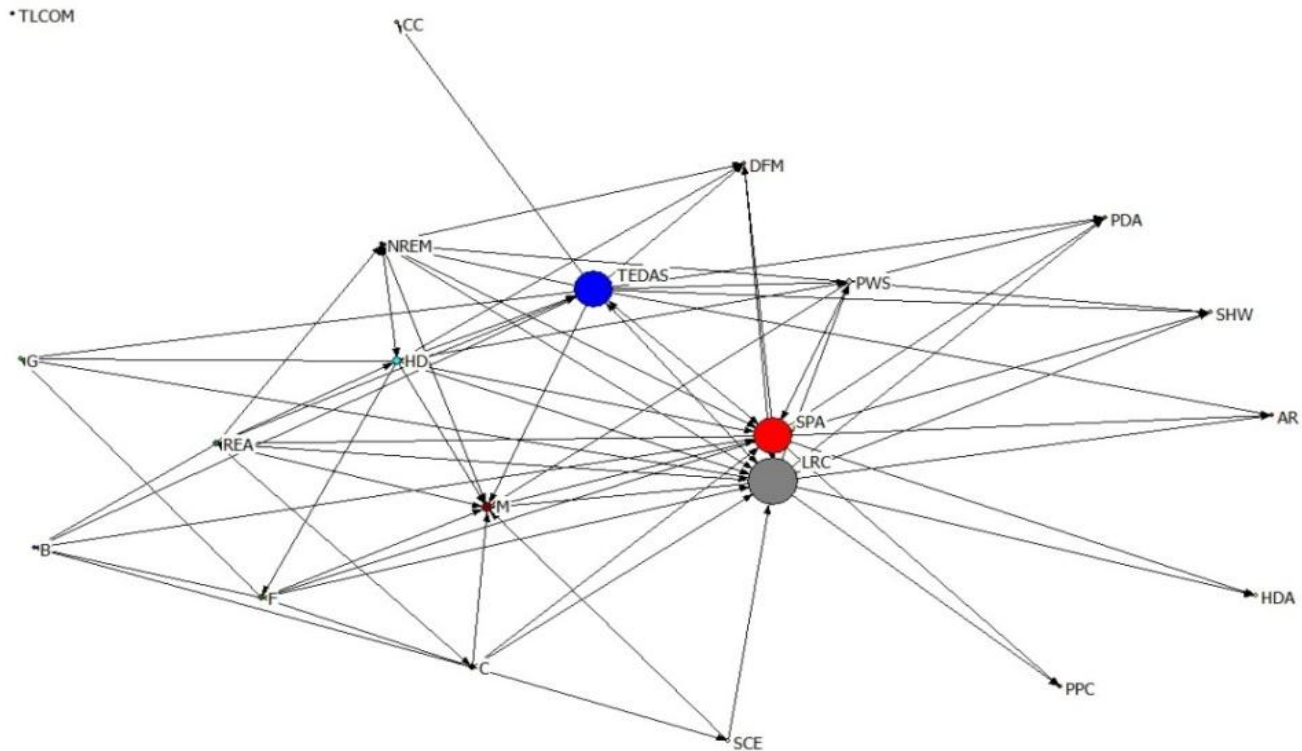 TLCOM
CC
DFM
PDA
NREM
TEDAS
PWS
SHW
G
HD
AR
SPA
REA
LRC
M
B
F
HDA
C
PPC
SCE